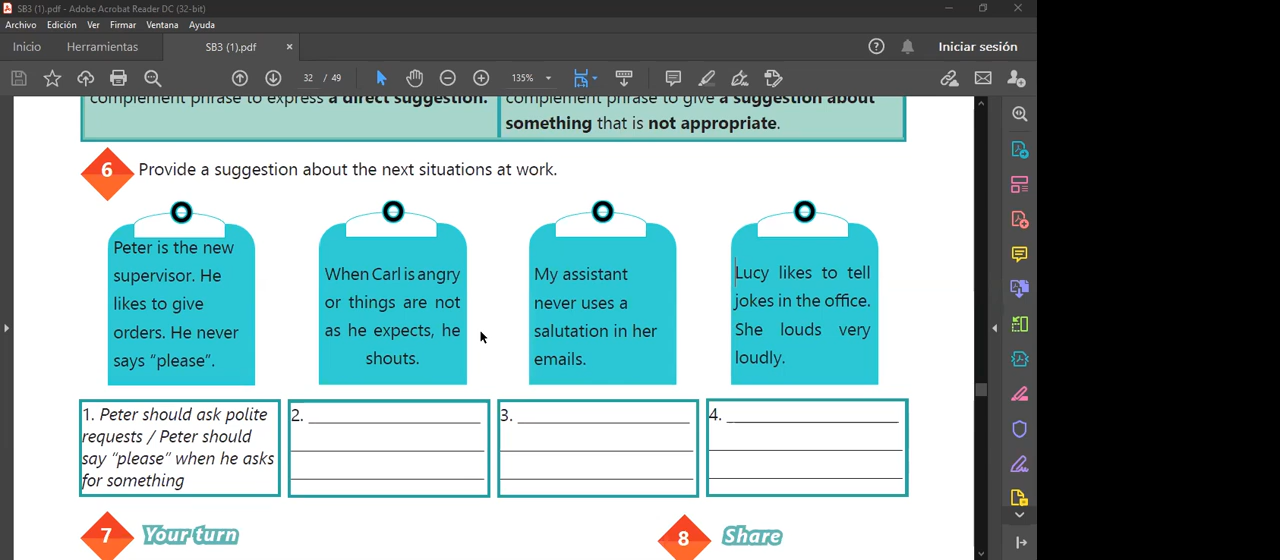 SB3 (1).pdf - Adobe Acrobat Reader DC (32-bit)
Archivo Edición Ver Firmar Ventana Ayuda
Inicio Herramientas SB3 (1).pdf × Iniciar sesión
32 / 49 135%
complement phrase to express a direct suggestion.
complement phrase to give a suggestion about
something that is not appropriate.
6 Provide a suggestion about the next situations at work.
Peter is the new
supervisor. He
likes to give
orders. He never
says “please”.
When Carl is angry
or things are not
as he expects, he
shouts.
My assistant
never uses a
salutation in her
emails.
Lucy likes to tell
jokes in the office.
She louds very
loudly.
1. Peter should ask polite
requests / Peter should
say “please” when he asks
for something
2.
3.
4.
7 Your turn
8 Share